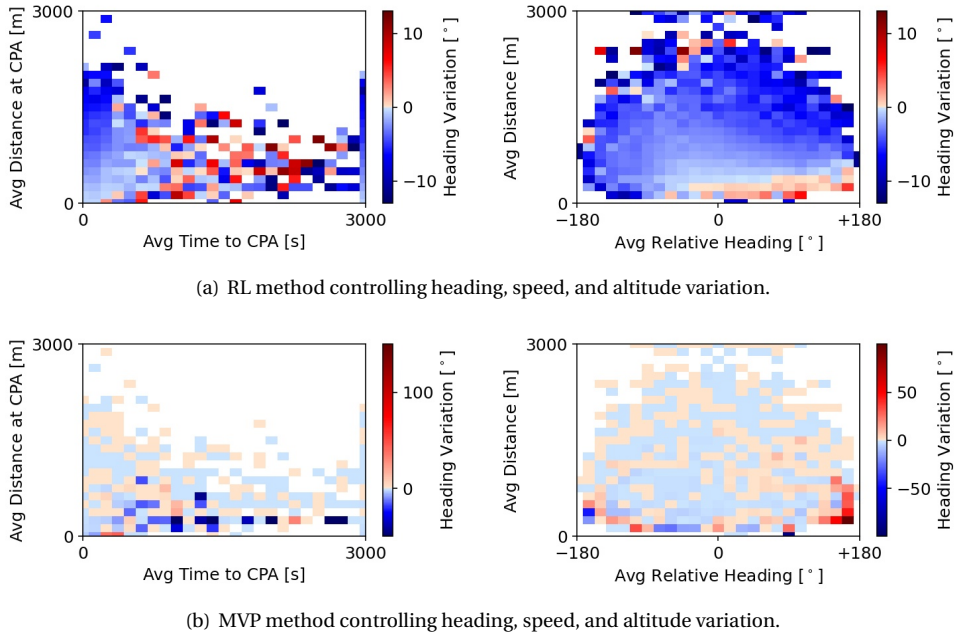 3000
Avg Distance at CPA [m]
0
0
3000
Avg Time to CPA [s]
10
0
−10
Heading Variation [°]
3000
Avg Distance [m]
0
−180
0
+180
Avg Relative Heading [°]
10
0
−10
Heading Variation [°]
(a) RL method controlling heading, speed, and altitude variation.
3000
Avg Distance at CPA [m]
0
0
3000
Avg Time to CPA [s]
100
0
Heading Variation [°]
3000
Avg Distance [m]
0
−180
0
+180
Avg Relative Heading [°]
50
0
−50
Heading Variation [°]
(b) MVP method controlling heading, speed, and altitude variation.